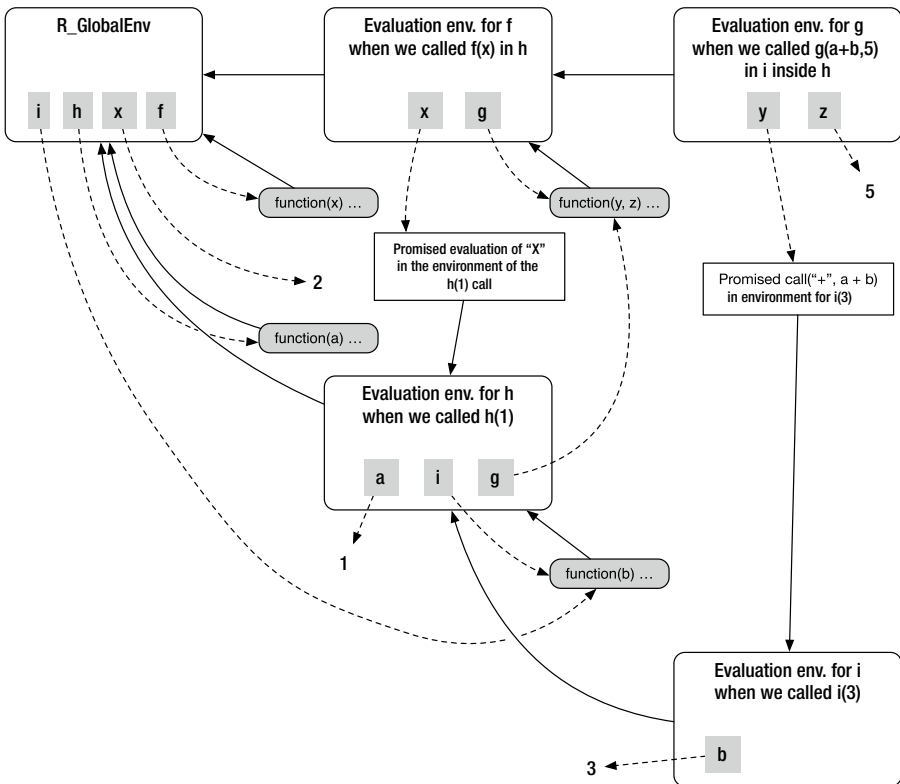 R_GlobalEnv
i h x f
Evaluation env. for f
when we called f(x) in h
x g
Evaluation env. for g
when we called g(a+b,5)
in i inside h
y z
5
function(x) …
function(y, z) …
Promised evaluation of “X”
in the environment of the
h(1) call
2
Promised call(“+”, a + b)
in environment for i(3)
function(a) …
Evaluation env. for h
when we called h(1)
a i g
1
function(b) …
Evaluation env. for i
when we called i(3)
b
3